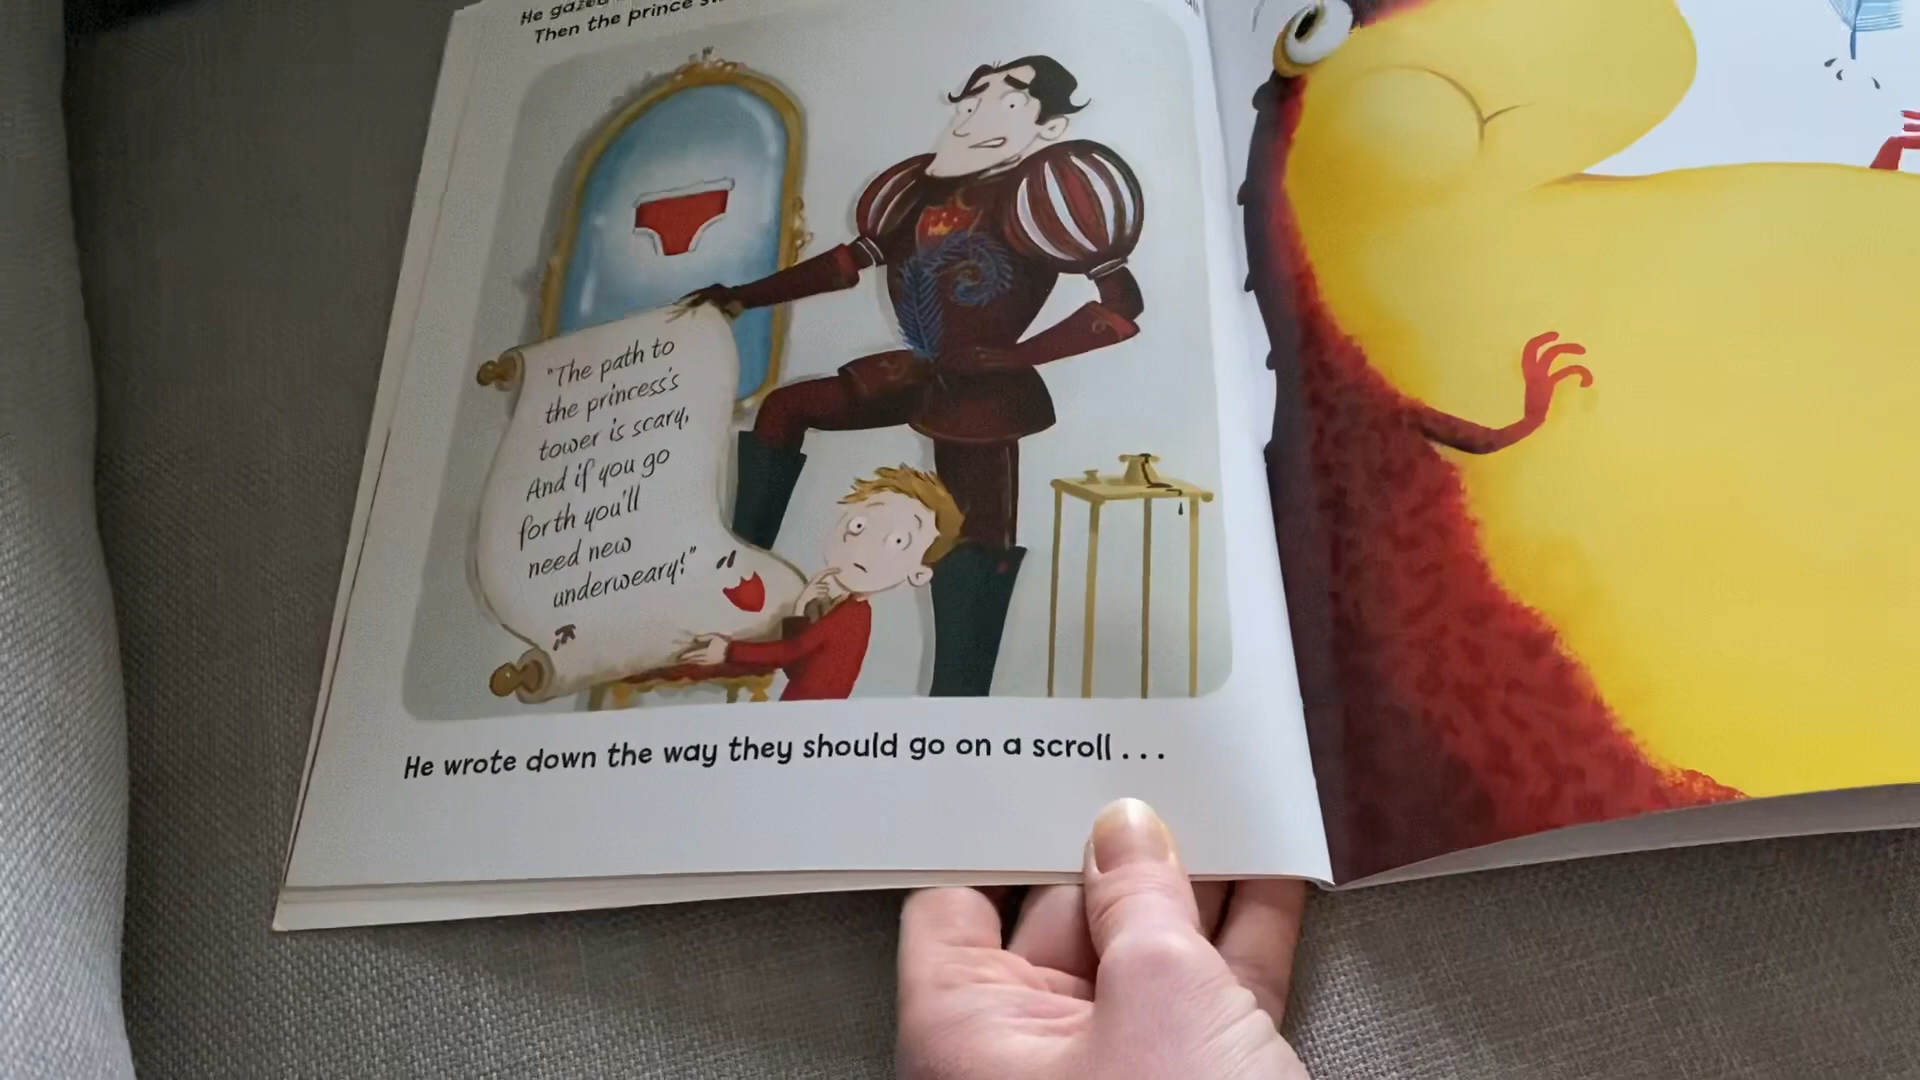 He gazed
Then the prince
"The path to
the princess's
tower is scary,
And if you go
forth you'll
need new
underweary!"
He wrote down the way they should go on a scroll . . .